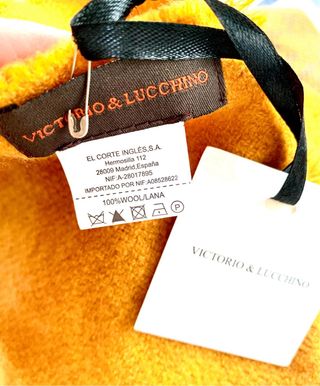 VICTORIO & LUCCHINO
EL CORTE INGLÉS,S.A.
Hermosilla 112
28009 Madrid,España
NIF:A-28017895
IMPORTADO POR NIF:A08528622
100%WOOL/LANA
P
VICTORIO & LUCCHINO